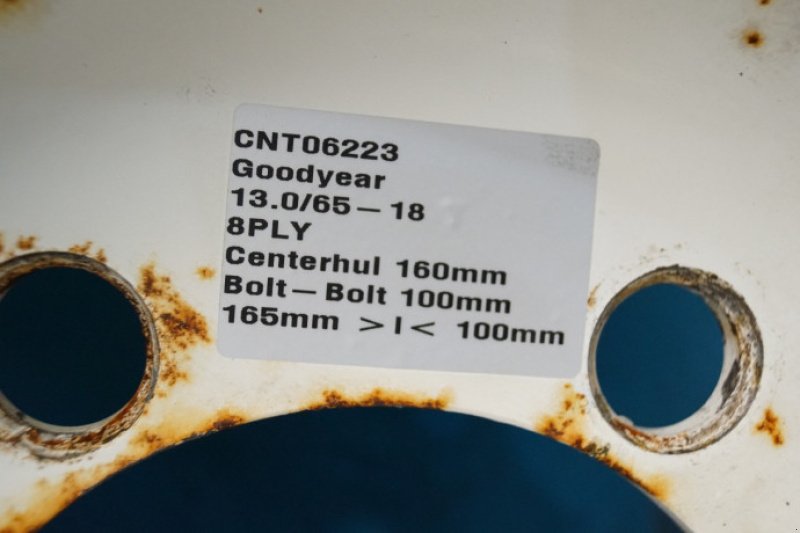 CNT06223
Goodyear
13.0/65-18
8PLY
Centerhul 160mm
Bolt-Bolt 100mm
165mm >I< 100mm